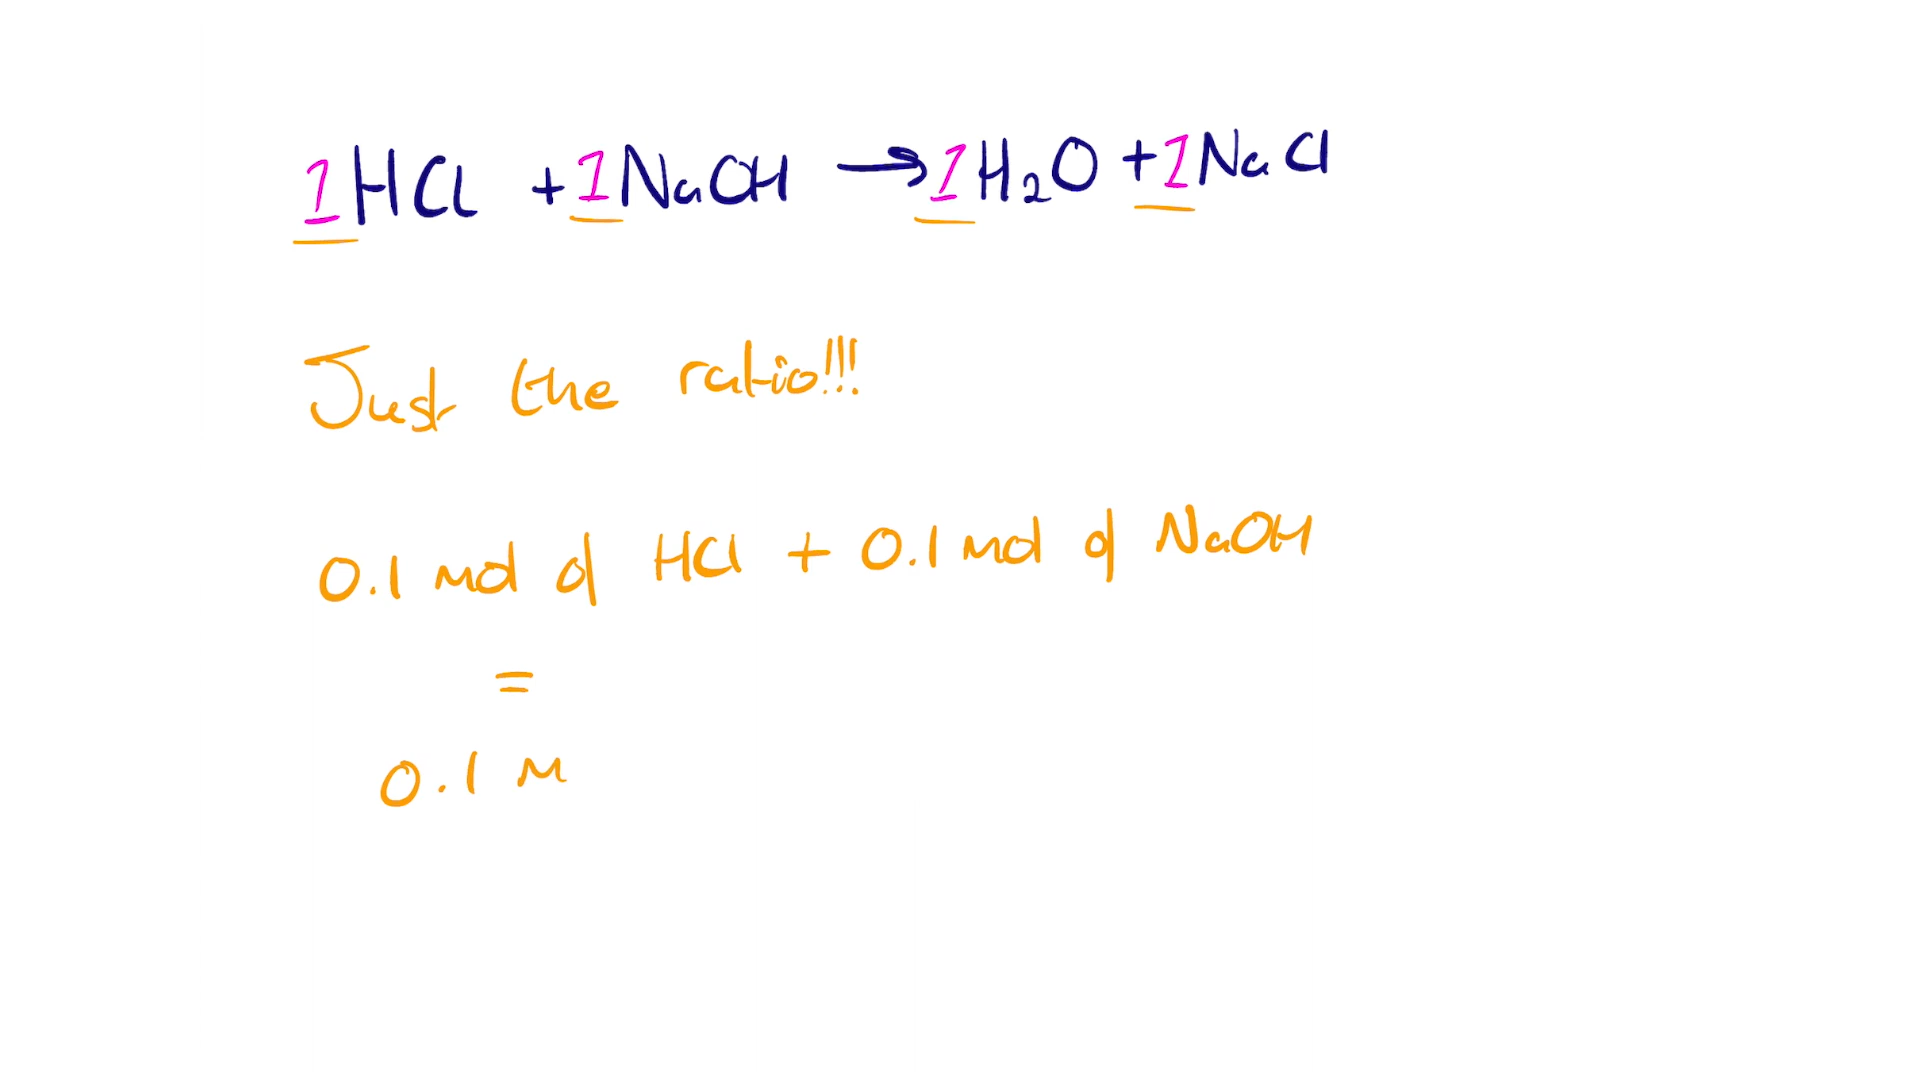 1HCl + 1NaOH → 1H₂O + 1NaCl
Just the ratio!!!
0.1 mol of HCl + 0.1 mol of NaOH
=
0.1 m